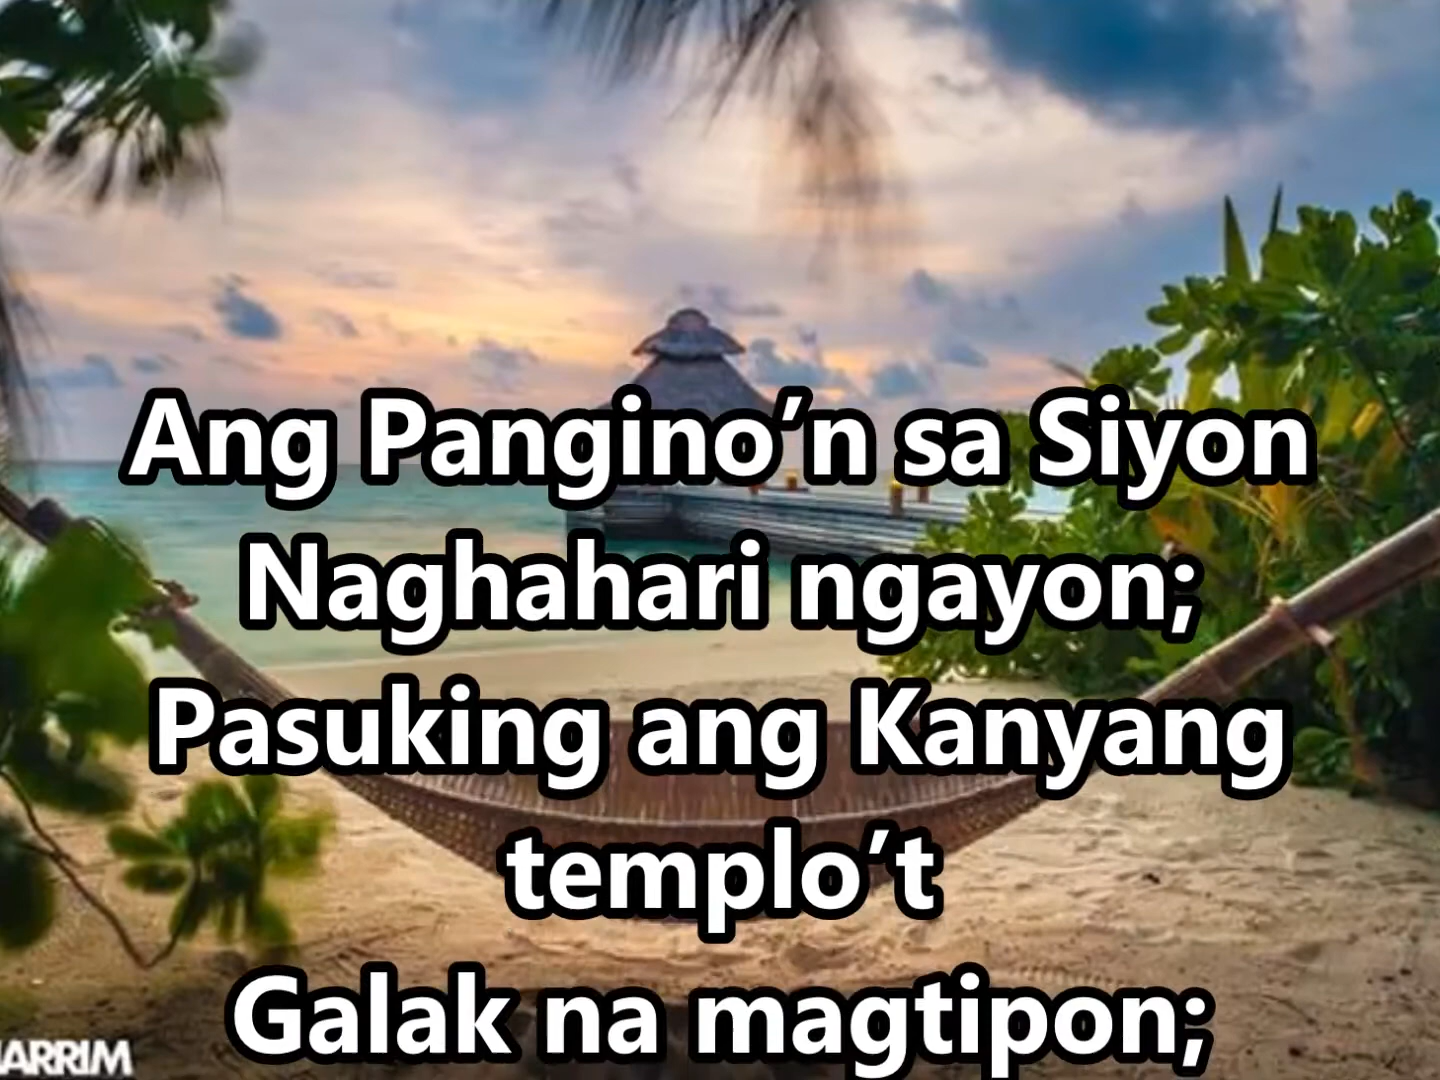 Ang Pangino’n sa Siyon
Naghahari ngayon;
Pasuking ang Kanyang
templo’t
Galak na magtipon;